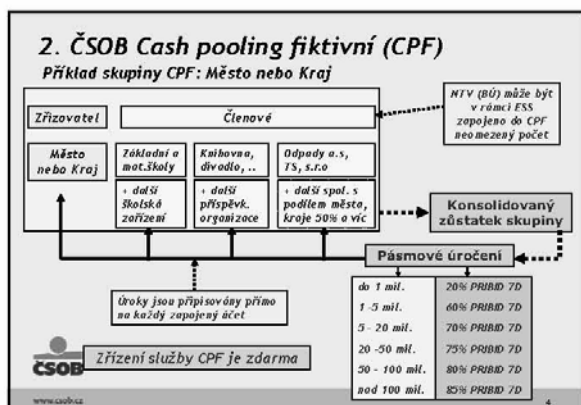 2. ČSOB Cash pooling fiktivní (CPF)
Příklad skupiny CPF: Město nebo Kraj
NTV (BÚ) může být
v rámci ESS
zapojeno do CPF
neomezený počet
Zřizovatel
Členové
Město
nebo Kraj
Základní a
mat.školy
Knihovna,
divadlo, ..
Odpady a.s,
TS, s.r.o
+ další
školská
zařízení
+ další
příspěvk.
organizace
+ další spol. s
podílem města,
kraje 50% a víc
Konsolidovaný
zůstatek skupiny
Pásmové úročení
Úroky jsou připisovány přímo
na každý zapojený účet
do 1 mil.
20% PRIBID 7D
1 -5 mil.
60% PRIBID 7D
5 - 20 mil.
70% PRIBID 7D
20 -50 mil.
75% PRIBID 7D
50 - 100 mil.
80% PRIBID 7D
nad 100 mil.
85% PRIBID 7D
Zřízení služby CPF je zdarma
ČSOB
www.csob.cz
4